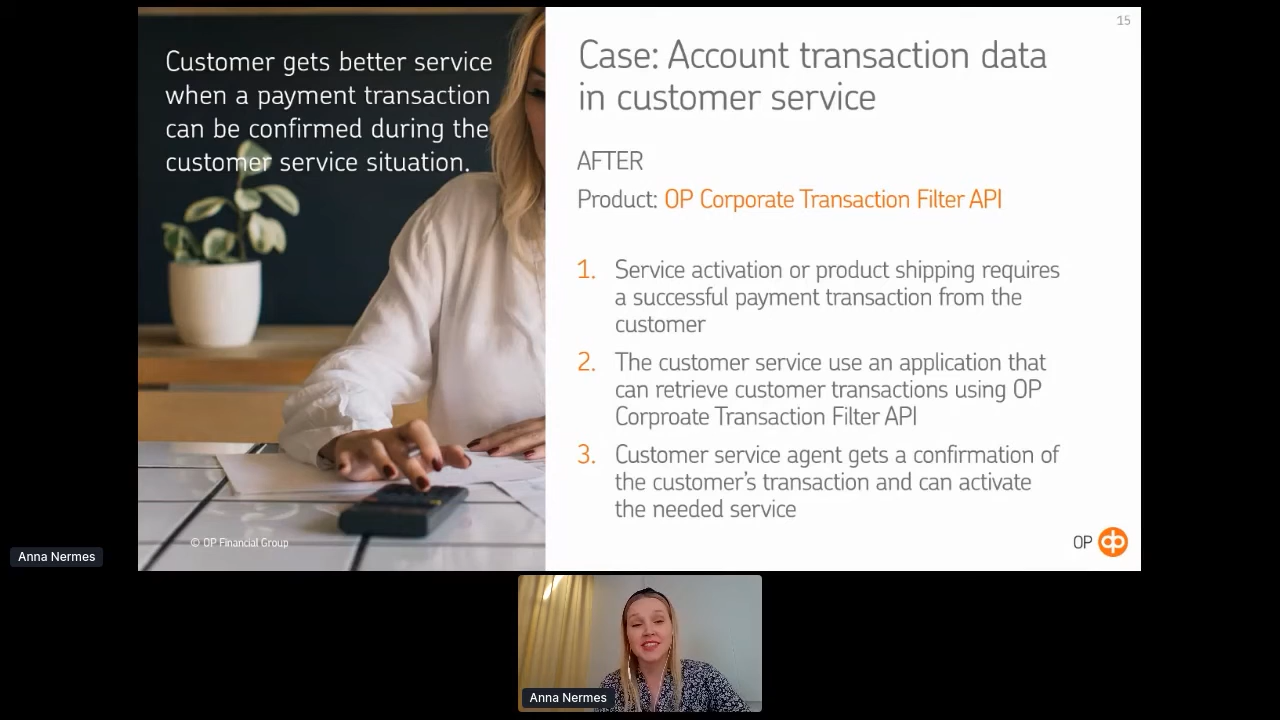 15
Customer gets better service
when a payment transaction
can be confirmed during the
customer service situation.
Case: Account transaction data
in customer service
AFTER
Product: OP Corporate Transaction Filter API
1. Service activation or product shipping requires
a successful payment transaction from the
customer
2. The customer service use an application that
can retrieve customer transactions using OP
Corproate Transaction Filter API
3. Customer service agent gets a confirmation of
the customer's transaction and can activate
the needed service
© OP Financial Group
OP
Anna Nermes
Anna Nermes